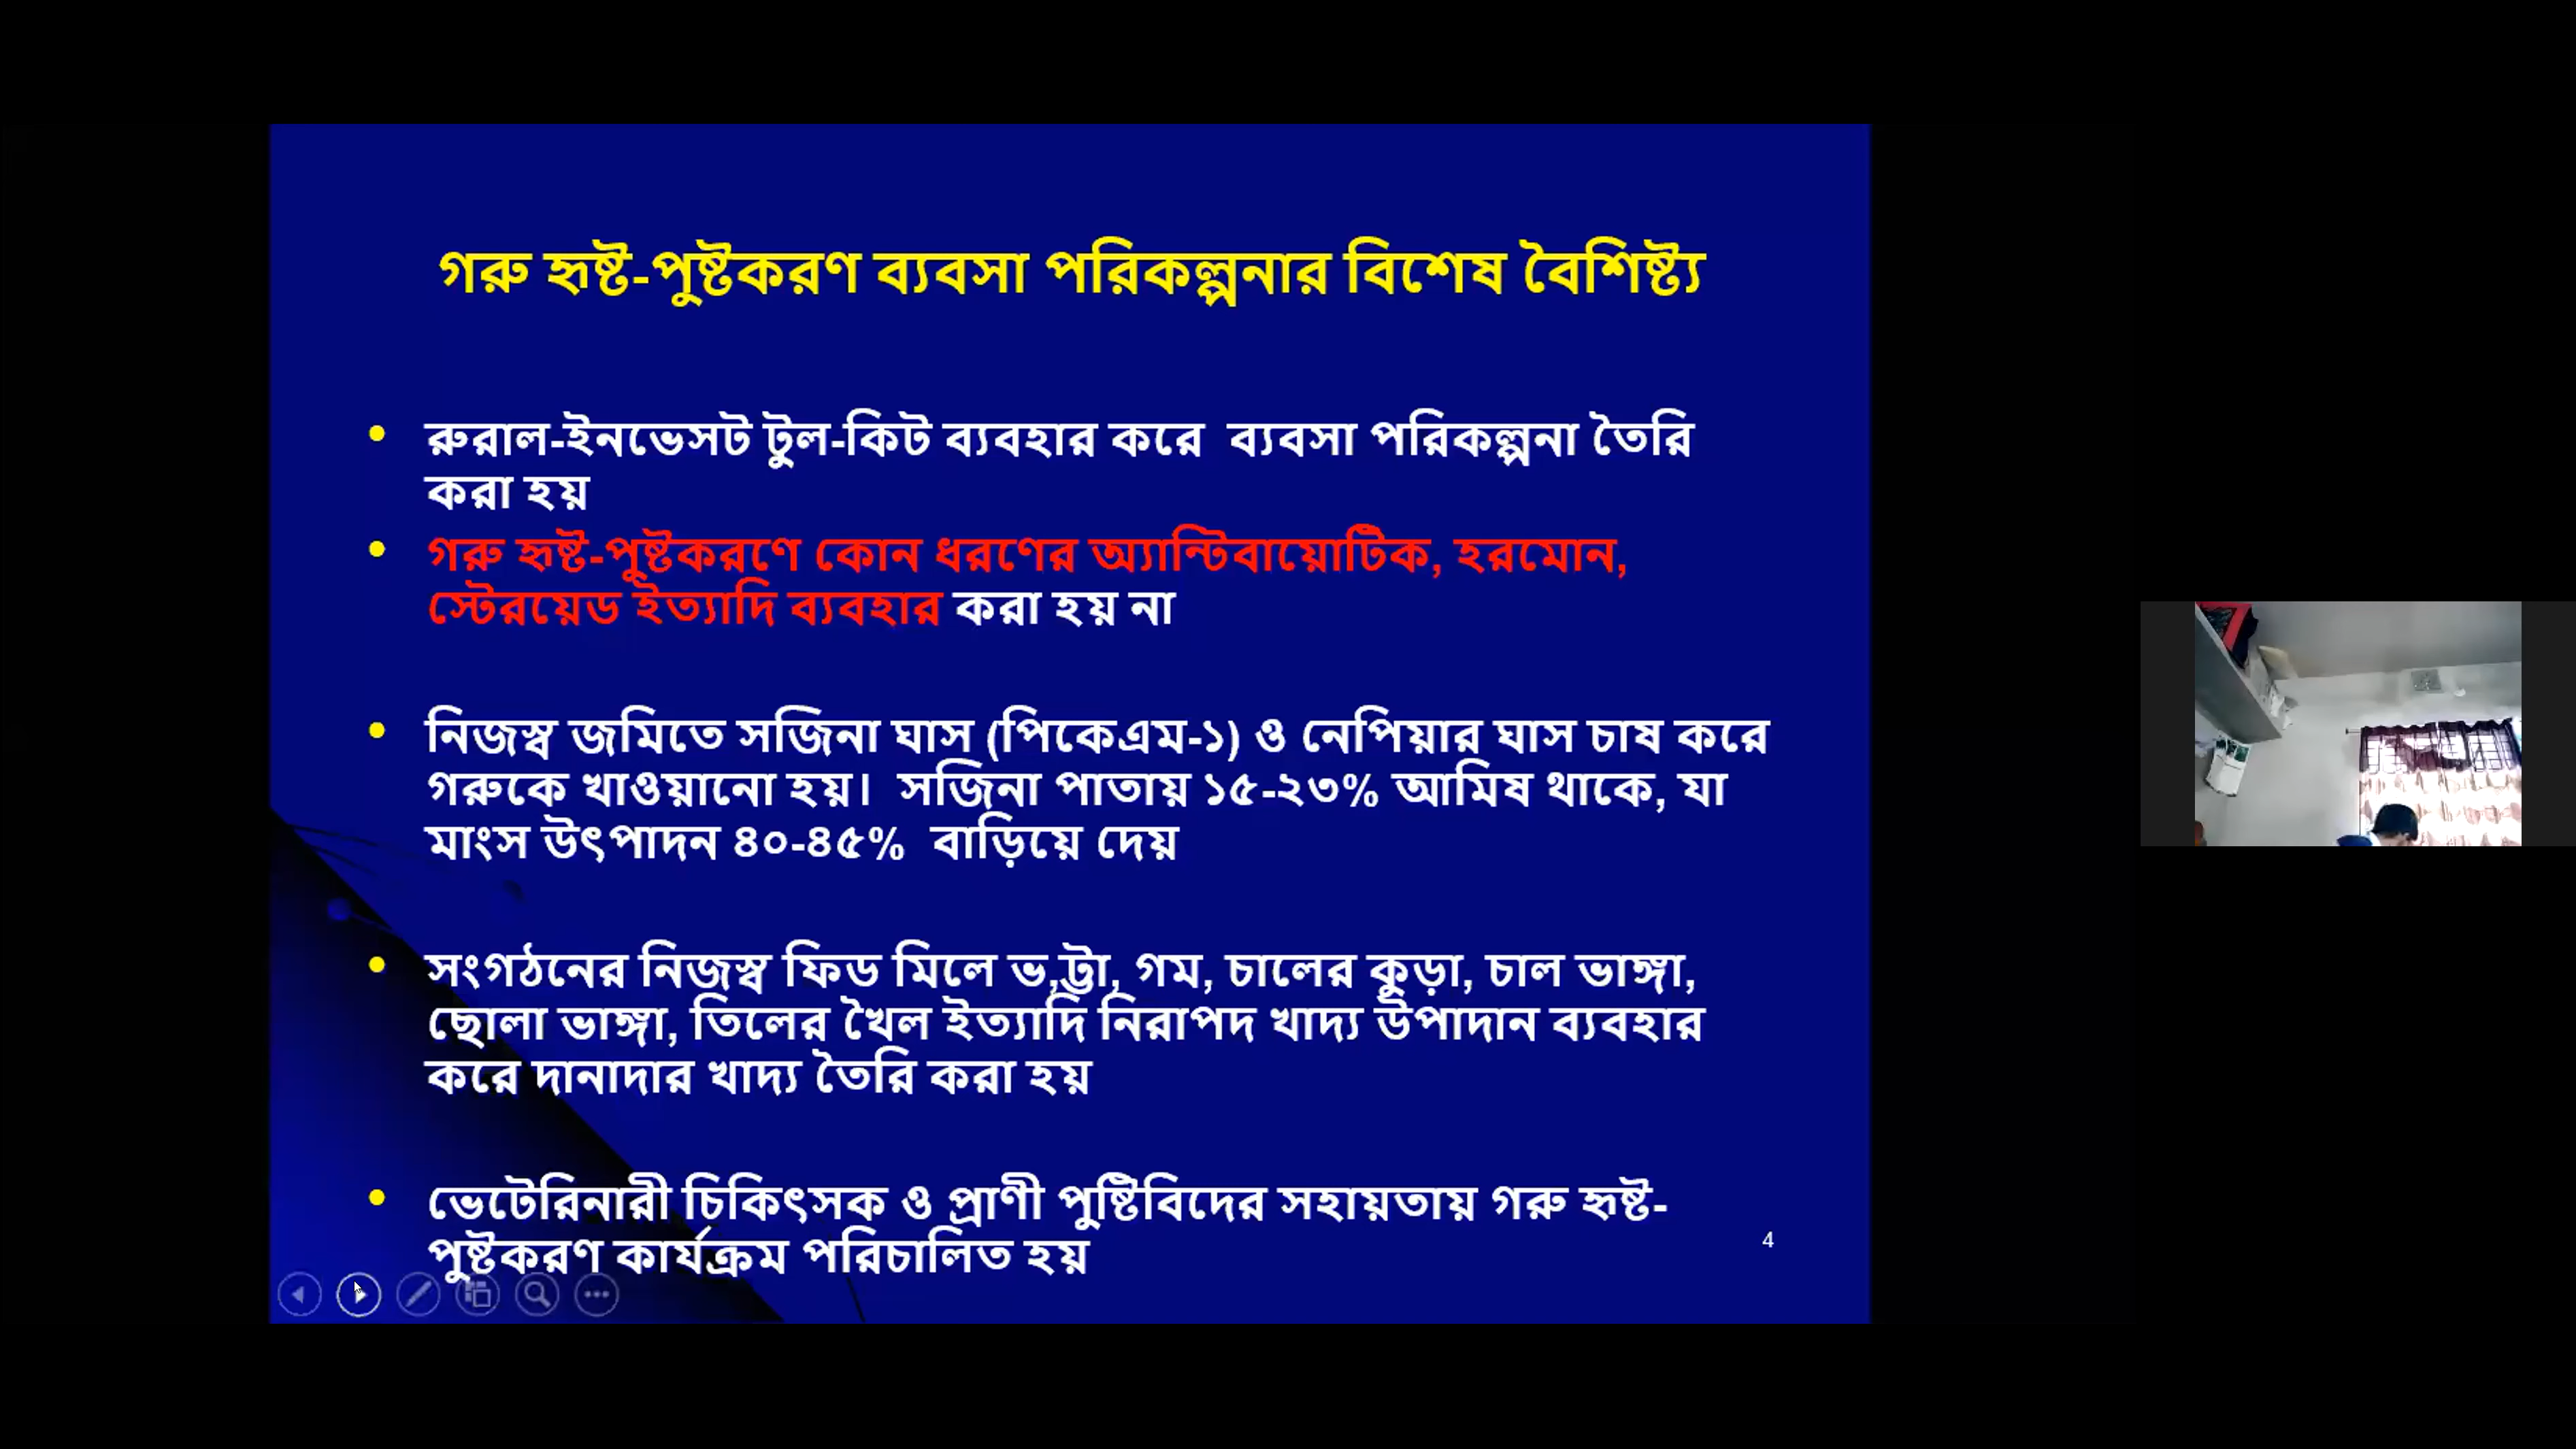 গরু হৃষ্ট-পুষ্টকরণ ব্যবসা পরিকল্পনার বিশেষ বৈশিষ্ট্য
• রুরাল-ইনভেসট টুল-কিট ব্যবহার করে ব্যবসা পরিকল্পনা তৈরি
করা হয়
• গরু হৃষ্ট-পুষ্টকরণে কোন ধরণের অ্যান্টিবায়োটিক, হরমোন,
স্টেরয়েড ইত্যাদি ব্যবহার করা হয় না
• নিজস্ব জমিতে সজিনা ঘাস (পিকেএম-১) ও নেপিয়ার ঘাস চাষ করে
গরুকে খাওয়ানো হয়। সজিনা পাতায় ১৫-২৩% আমিষ থাকে, যা
মাংস উৎপাদন ৪০-৪৫% বাড়িয়ে দেয়
• সংগঠনের নিজস্ব ফিড মিলে ভ,ট্টা, গম, চালের কুড়া, চাল ভাঙ্গা,
ছোলা ভাঙ্গা, তিলের খৈল ইত্যাদি নিরাপদ খাদ্য উপাদান ব্যবহার
করে দানাদার খাদ্য তৈরি করা হয়
• ভেটেরিনারী চিকিৎসক ও প্রাণী পুষ্টিবিদের সহায়তায় গরু হৃষ্ট-
পুষ্টকরণ কার্যক্রম পরিচালিত হয়
4